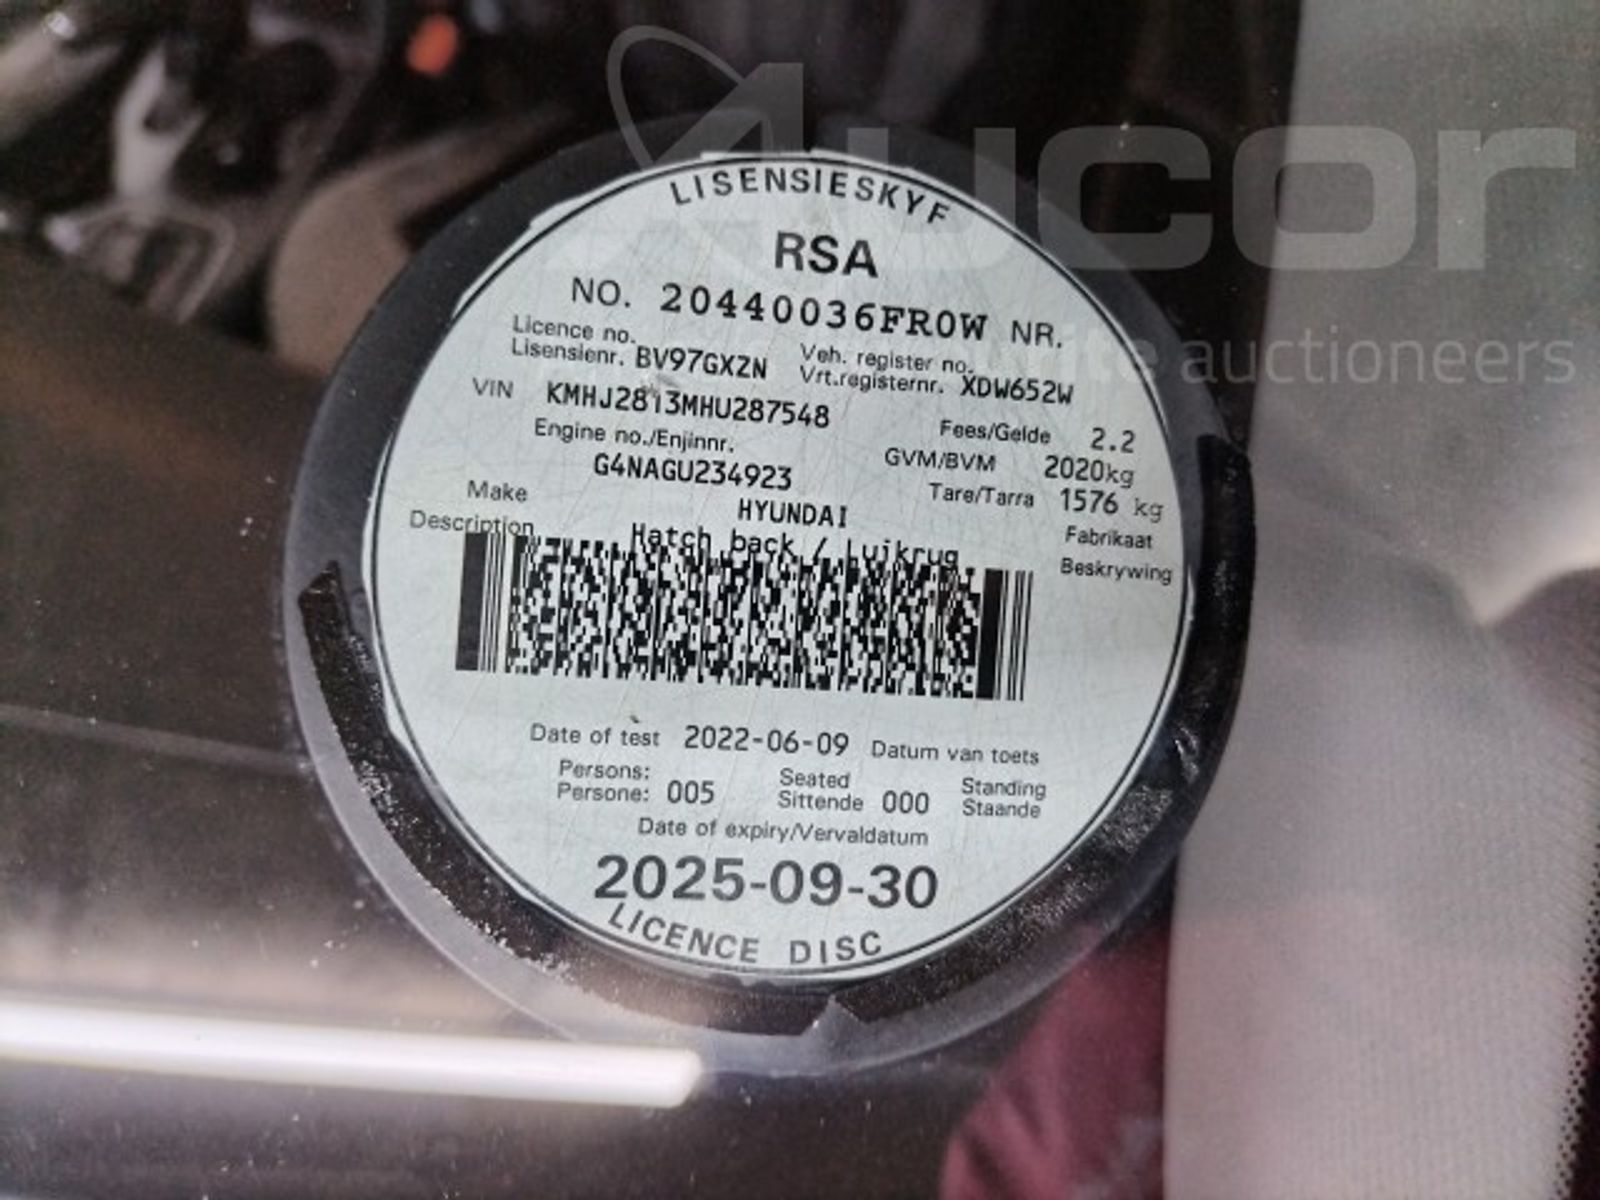 Aucor
auctioneers
LISENSIESKYF
RSA
NO. 20440036FR0W NR.
Licence no. Veh. register no.
Lisensienr. BV97GXZN Vrt.registernr. XDW652W
VIN KMHJ2813MHU287548
Fees/Gelde 2.2
Engine no./Enjinnr.
GVM/BVM 2020kg
G4NAGU234923
Tare/Tarra 1576 kg
Make HYUNDAI Fabrikaat
Description Hatch back / Luikrug Beskrywing
Date of test 2022-06-09 Datum van toets
Persons: Seated Standing
Persone: 005 Sittende 000 Staande
Date of expiry/Vervaldatum
2025-09-30
LICENCE DISC